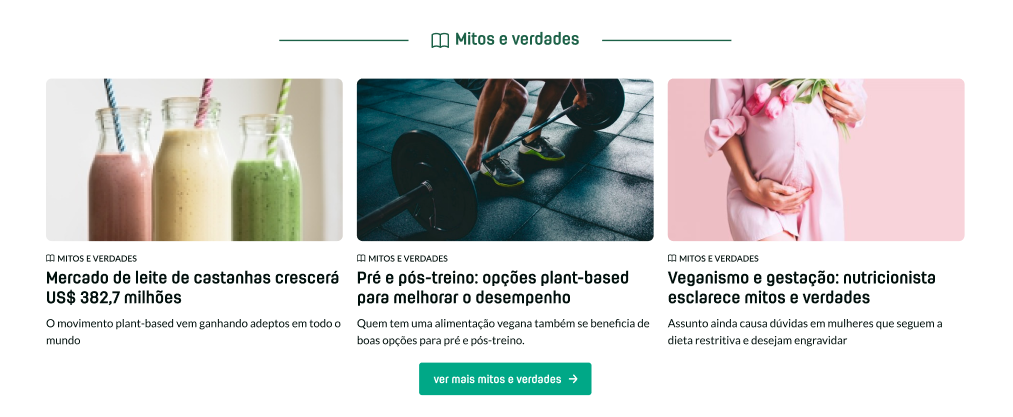 Mitos e verdades
MITOS E VERDADES
Mercado de leite de castanhas crescerá
US$ 382,7 milhões
O movimento plant-based vem ganhando adeptos em todo o
mundo
MITOS E VERDADES
Pré e pós-treino: opções plant-based
para melhorar o desempenho
Quem tem uma alimentação vegana também se beneficia de
boas opções para pré e pós-treino.
MITOS E VERDADES
Veganismo e gestação: nutricionista
esclarece mitos e verdades
Assunto ainda causa dúvidas em mulheres que seguem a
dieta restritiva e desejam engravidar
ver mais mitos e verdades →